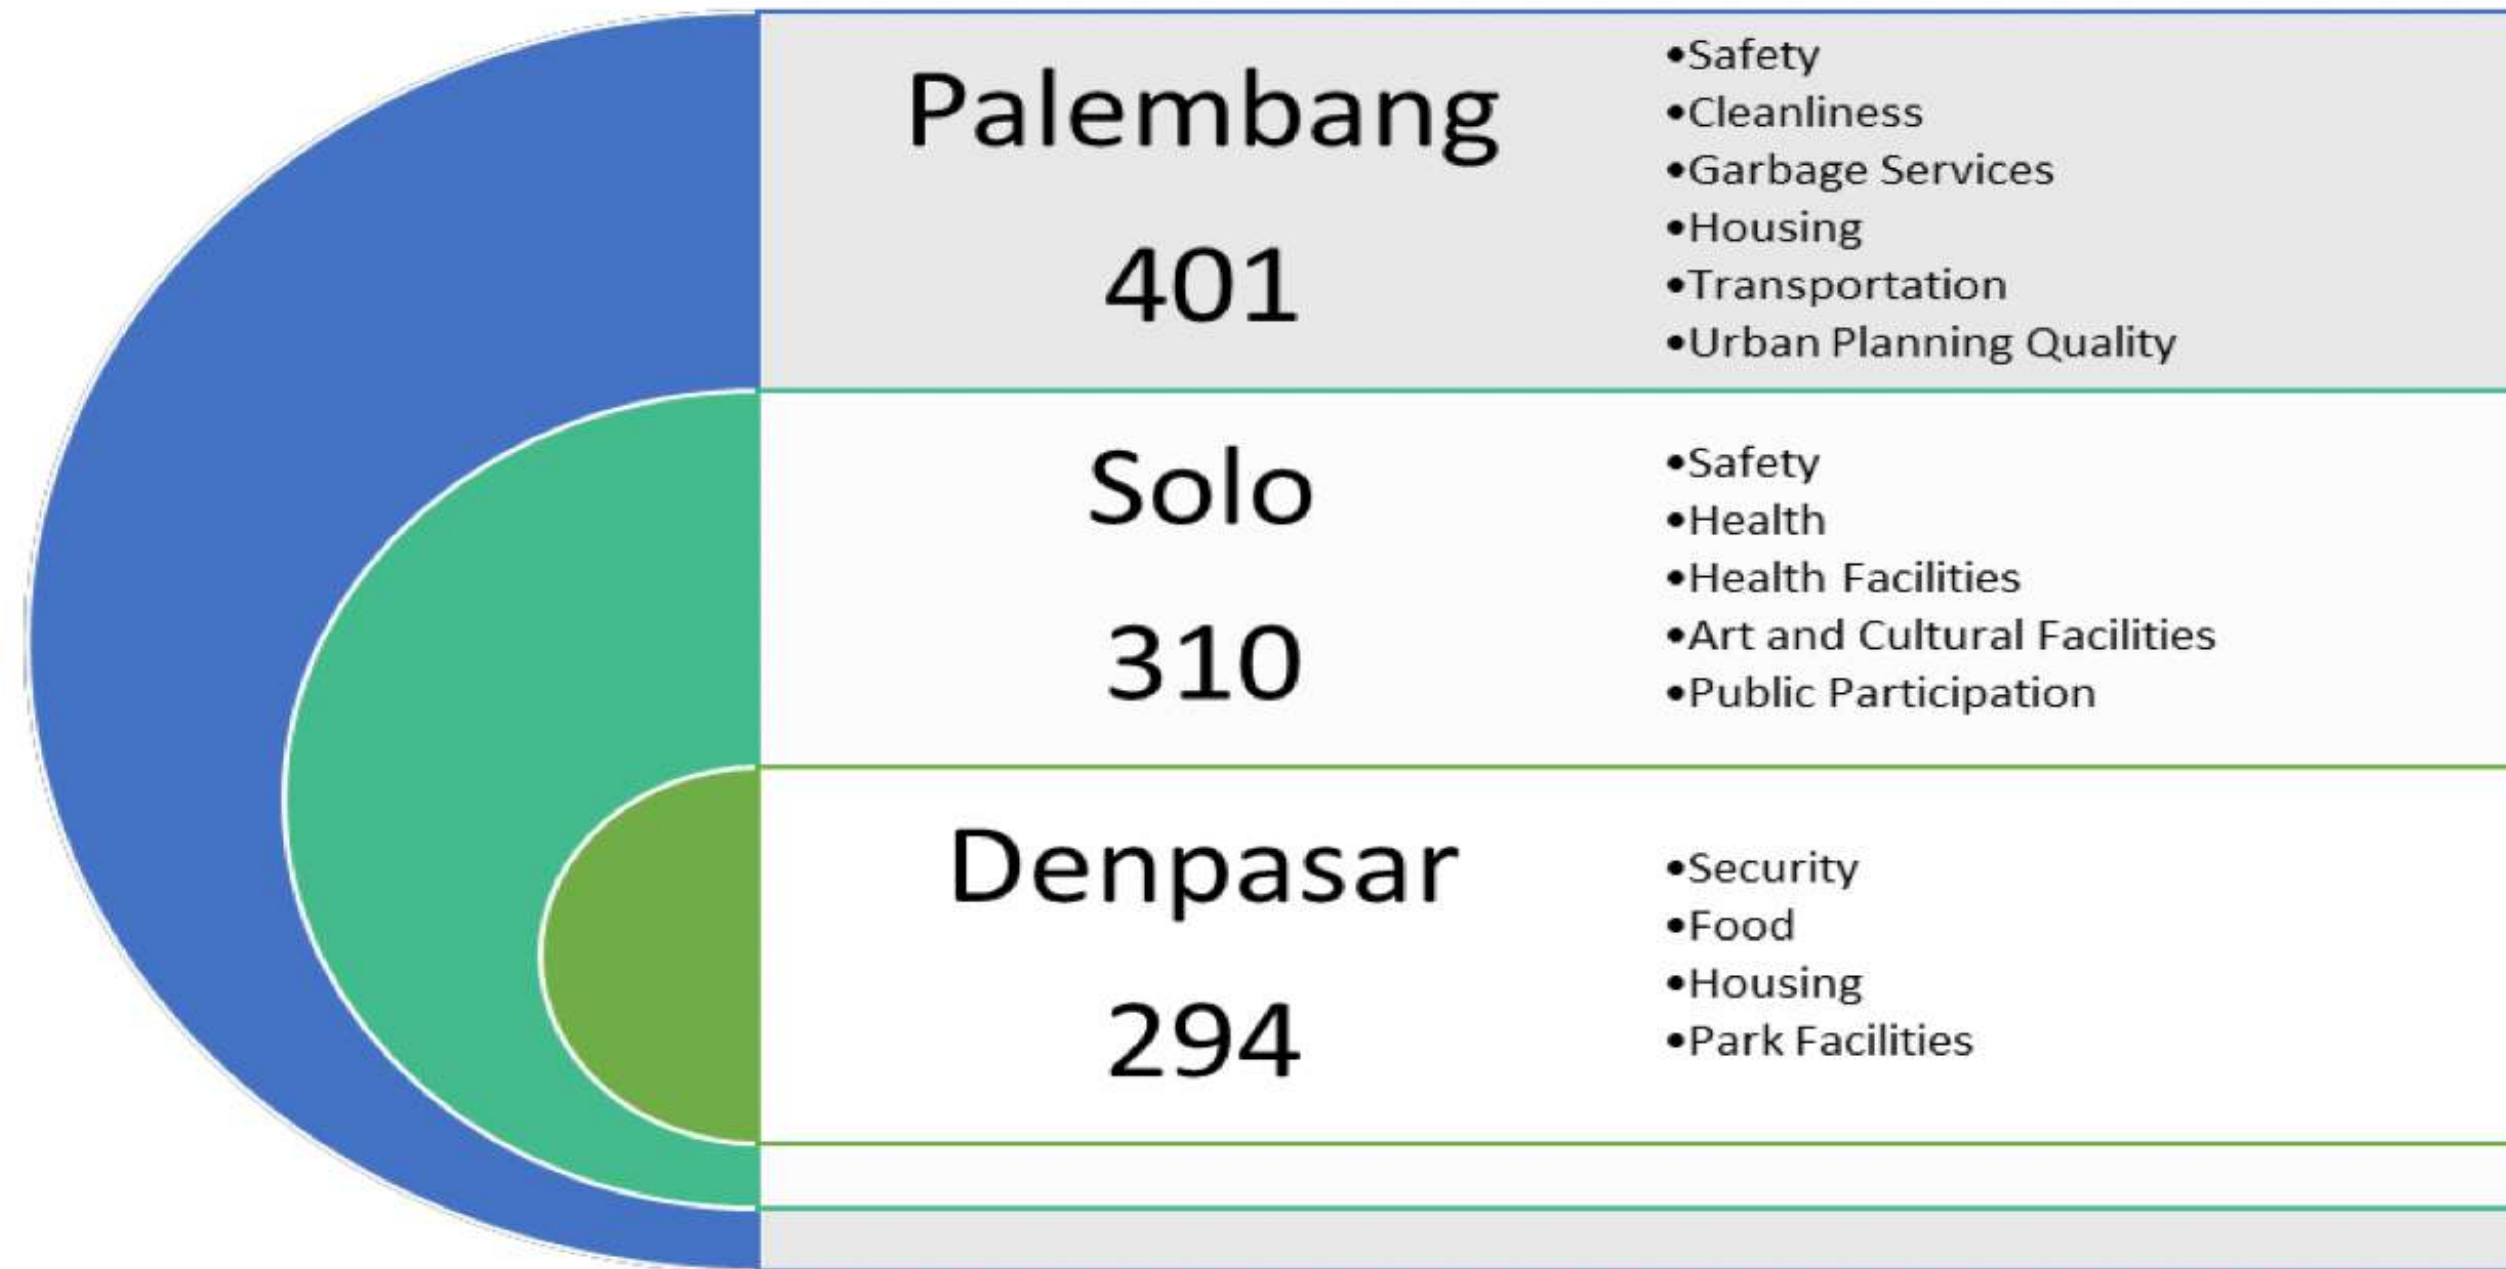 Palembang
401
•Safety
•Cleanliness
•Garbage Services
•Housing
•Transportation
•Urban Planning Quality
Solo
310
•Safety
•Health
•Health Facilities
•Art and Cultural Facilities
•Public Participation
Denpasar
294
•Security
•Food
•Housing
•Park Facilities